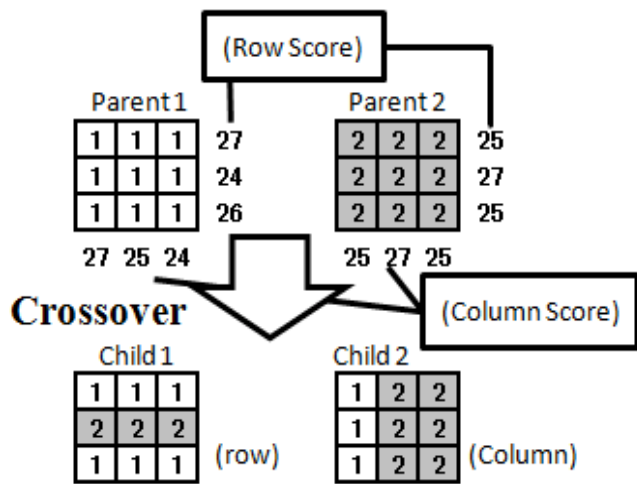 (Row Score)
Parent 1
Parent 2
1 1 1 27
2 2 2 25
1 1 1 24
2 2 2 27
1 1 1 26
2 2 2 25
27 25 24
25 27 25
Crossover
(Column Score)
Child 1
Child 2
1 1 1
1 2 2
2 2 2
1 2 2
1 1 1
1 2 2
(row)
(Column)